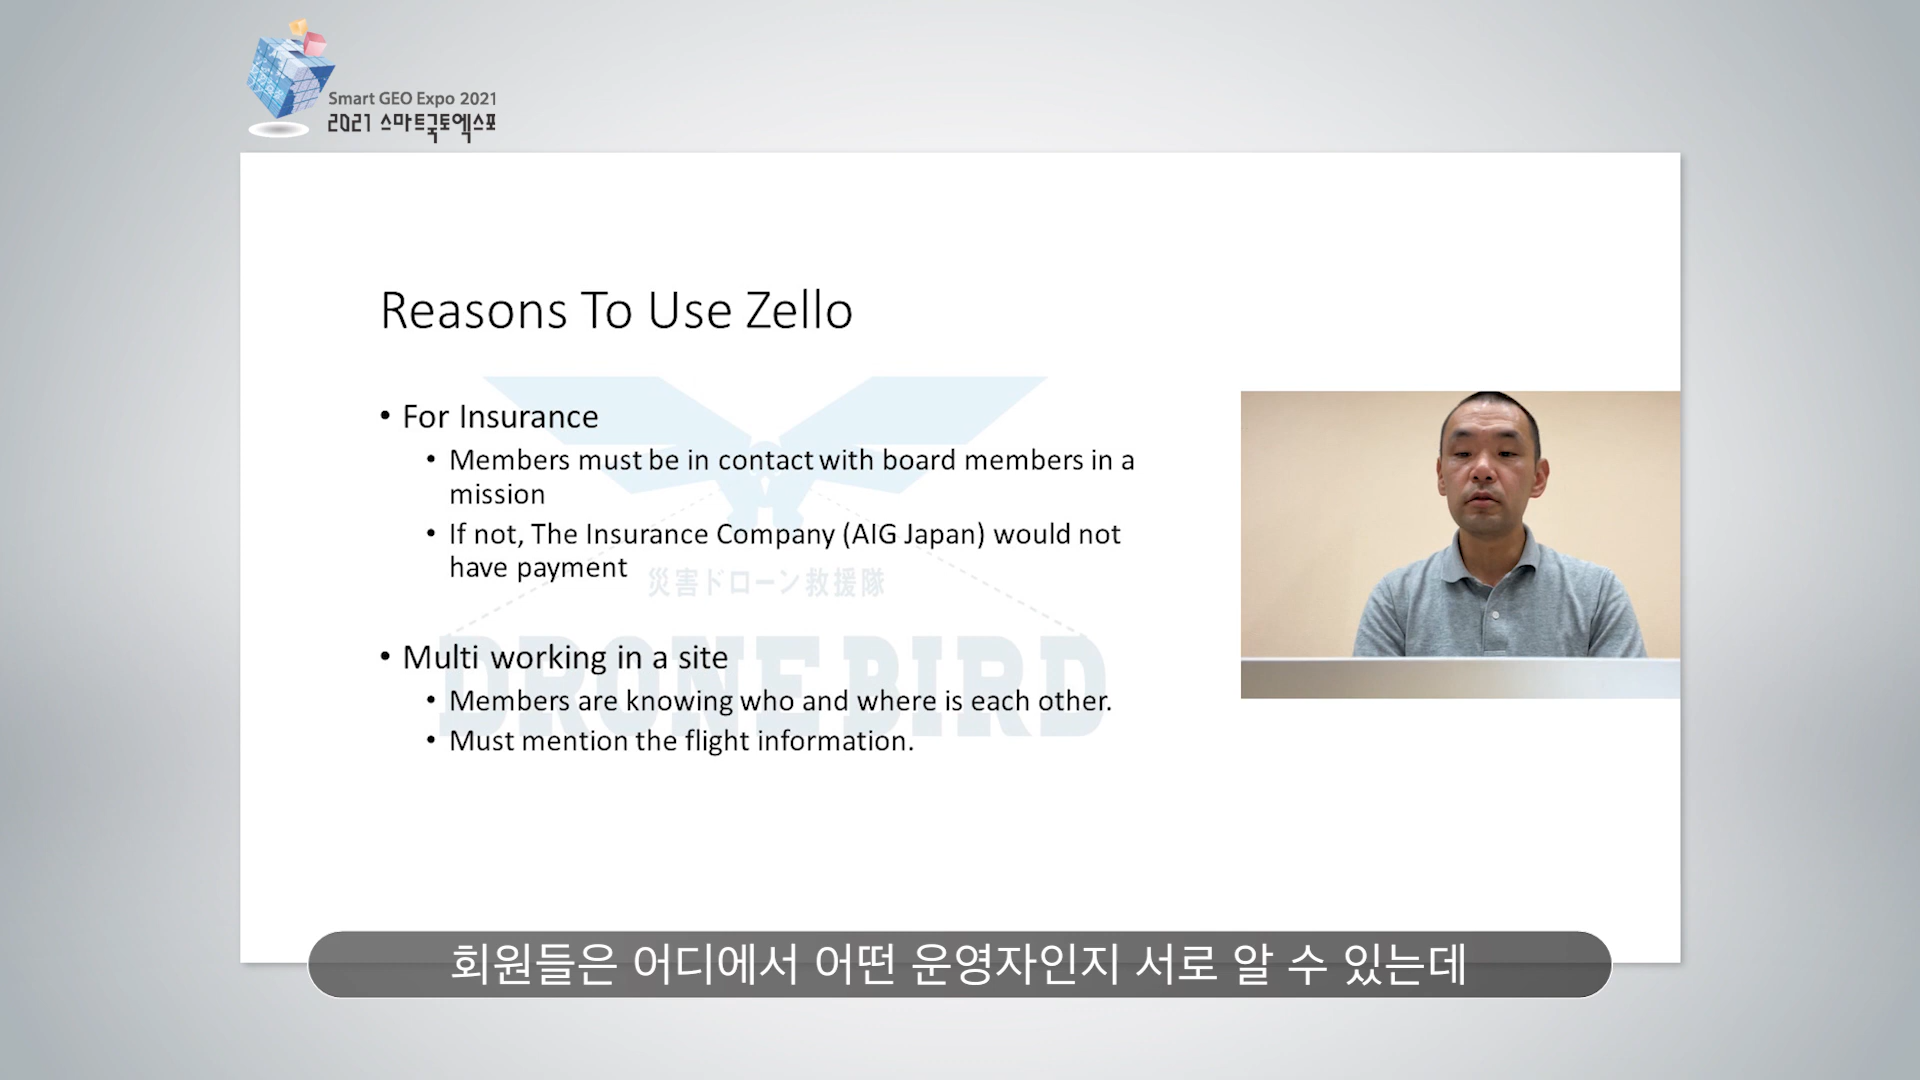 Smart GEO Expo 2021
2021 스마트국토엑스포
Reasons To Use Zello
• For Insurance
• Members must be in contact with board members in a
mission
• If not, The Insurance Company (AIG Japan) would not
have payment
災害ドローン救援隊
DRONE BIRD
• Multi working in a site
• Members are knowing who and where is each other.
• Must mention the flight information.
회원들은 어디에서 어떤 운영자인지 서로 알 수 있는데